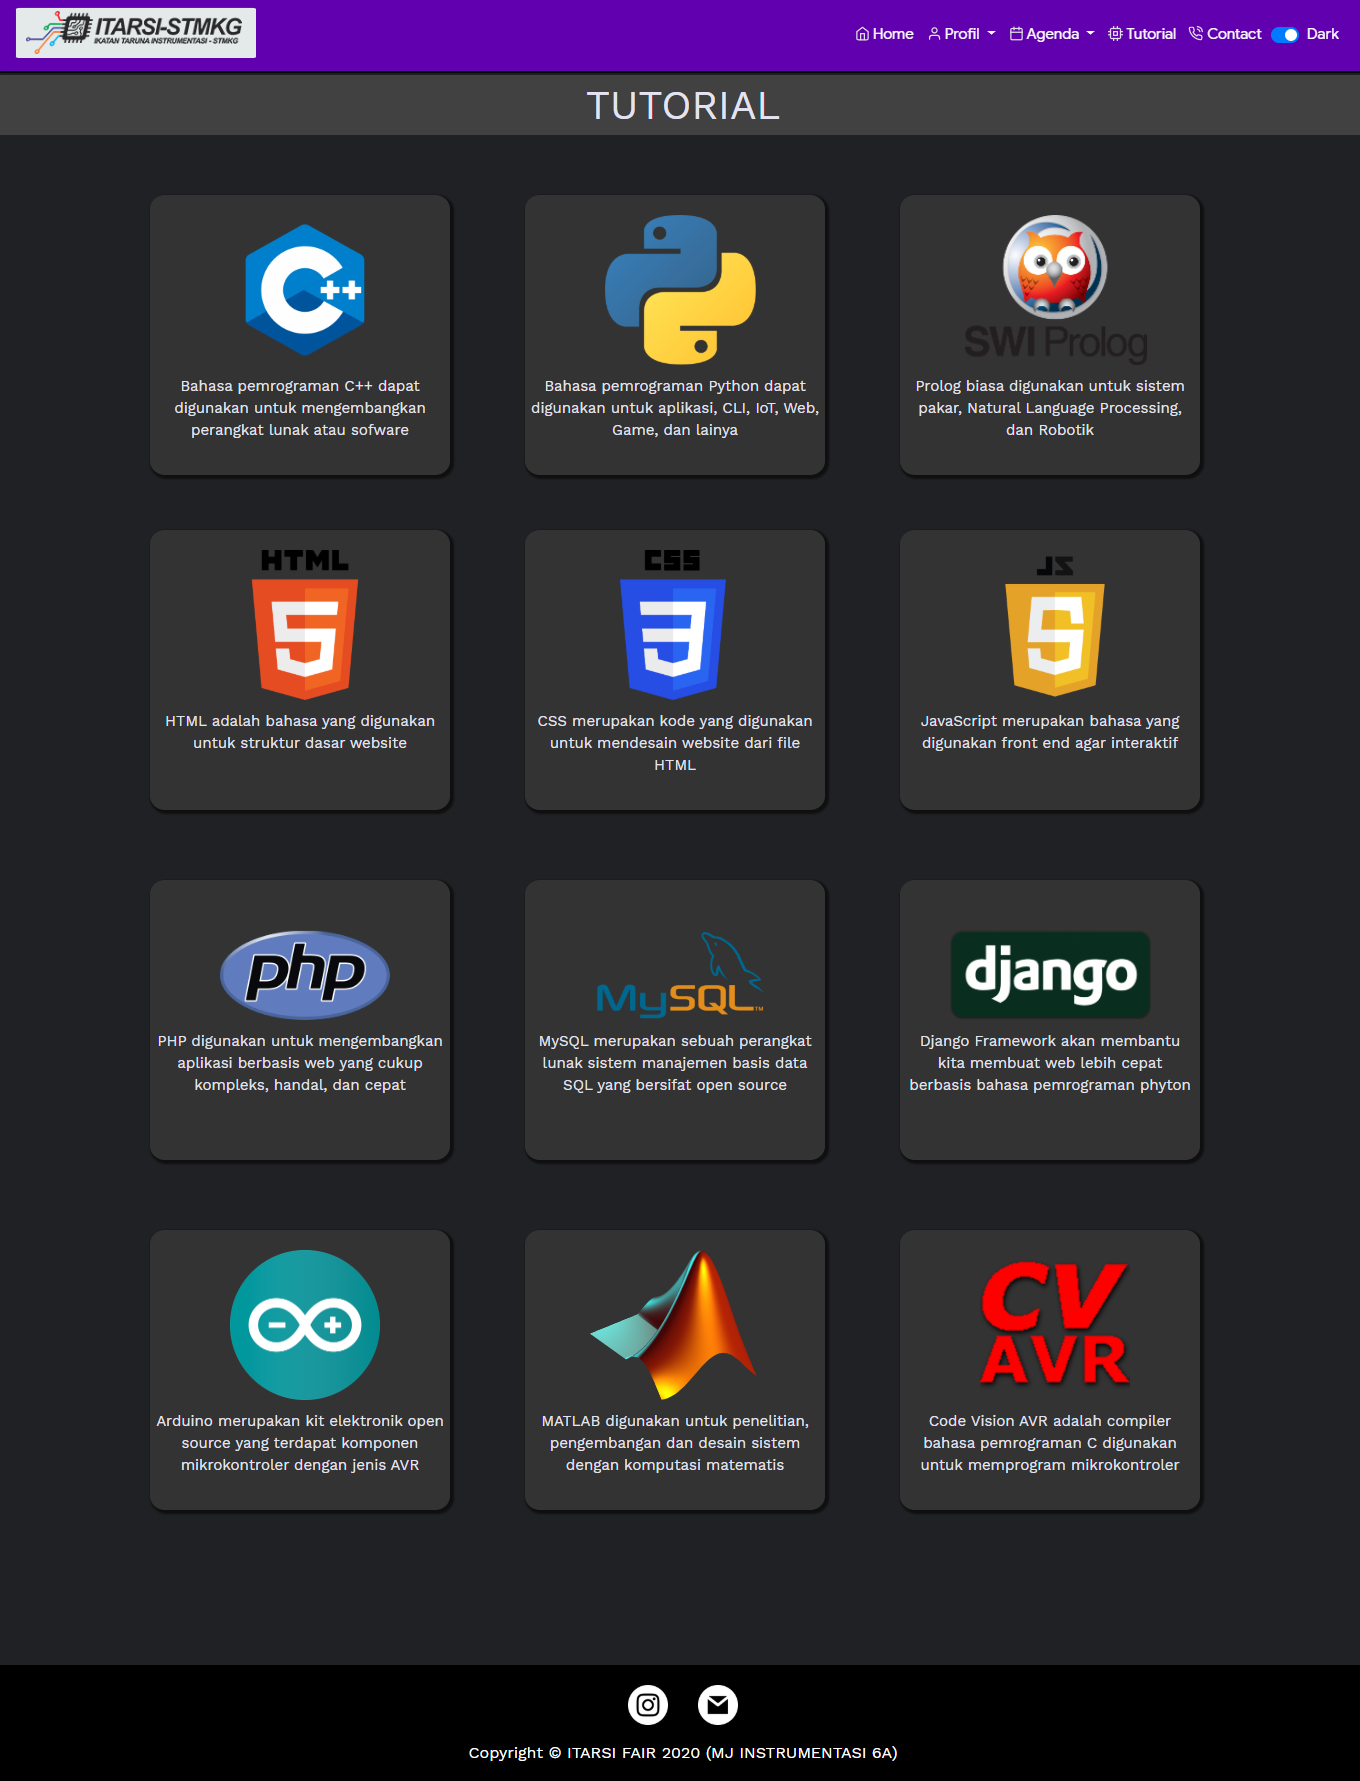 ITARSI-STMKG
IKATAN TARUNA INSTRUMENTASI - STMKG
Home Profil Agenda Tutorial Contact Dark
TUTORIAL
C++
Bahasa pemrograman C++ dapat
digunakan untuk mengembangkan
perangkat lunak atau sofware
Bahasa pemrograman Python dapat
digunakan untuk aplikasi, CLI, IoT, Web,
Game, dan lainya
SWI Prolog
Prolog biasa digunakan untuk sistem
pakar, Natural Language Processing,
dan Robotik
HTML
5
HTML adalah bahasa yang digunakan
untuk struktur dasar website
CSS
3
CSS merupakan kode yang digunakan
untuk mendesain website dari file
HTML
JS
5
JavaScript merupakan bahasa yang
digunakan front end agar interaktif
php
PHP digunakan untuk mengembangkan
aplikasi berbasis web yang cukup
kompleks, handal, dan cepat
MySQL™
MySQL merupakan sebuah perangkat
lunak sistem manajemen basis data
SQL yang bersifat open source
django
Django Framework akan membantu
kita membuat web lebih cepat
berbasis bahasa pemrograman phyton
Arduino merupakan kit elektronik open
source yang terdapat komponen
mikrokontroler dengan jenis AVR
MATLAB digunakan untuk penelitian,
pengembangan dan desain sistem
dengan komputasi matematis
CV
AVR
Code Vision AVR adalah compiler
bahasa pemrograman C digunakan
untuk memprogram mikrokontroler
Copyright © ITARSI FAIR 2020 (MJ INSTRUMENTASI 6A)